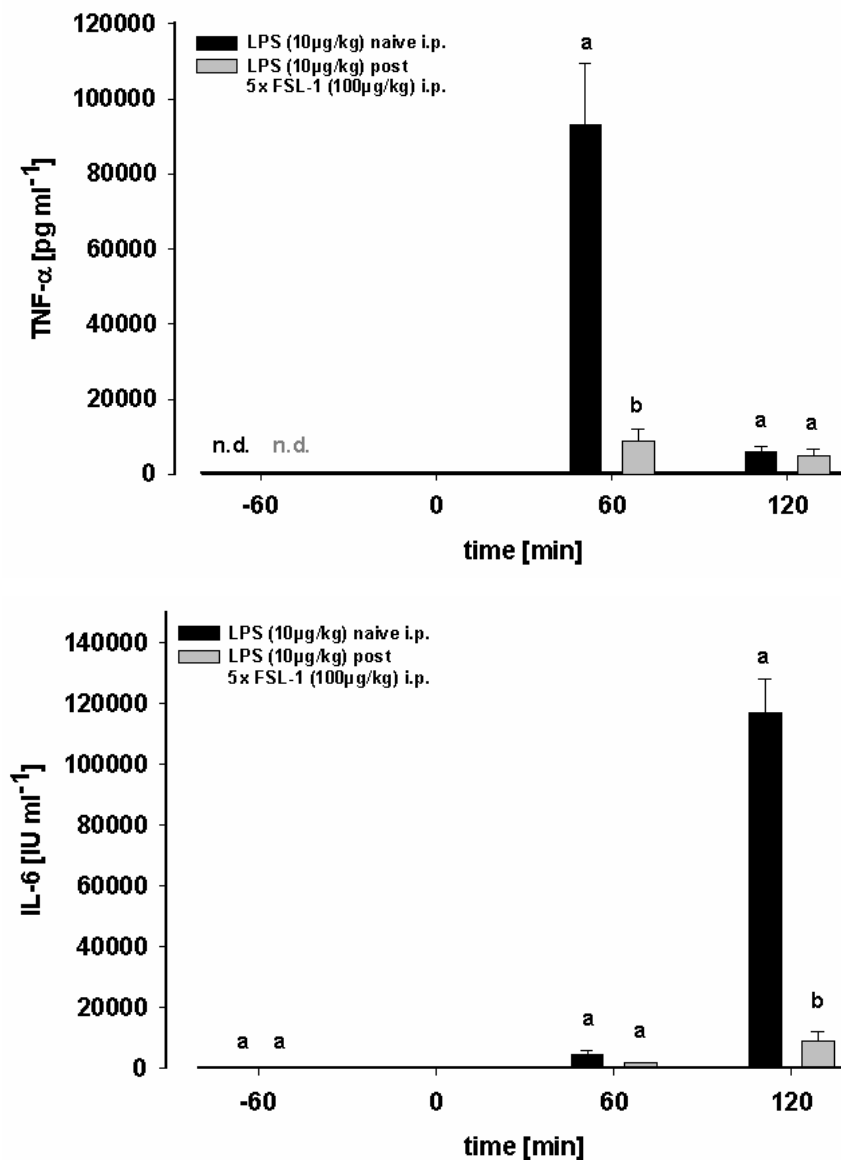 120000
100000
80000
60000
40000
20000
0
TNF-α [pg ml⁻¹]
LPS (10µg/kg) naive i.p.
LPS (10µg/kg) post
5x FSL-1 (100µg/kg) i.p.
a
b
a a
n.d. n.d.
-60 0 60 120
time [min]
140000
120000
100000
80000
60000
40000
20000
0
IL-6 [IU ml⁻¹]
LPS (10µg/kg) naive i.p.
LPS (10µg/kg) post
5x FSL-1 (100µg/kg) i.p.
a
b
a a
a a
-60 0 60 120
time [min]